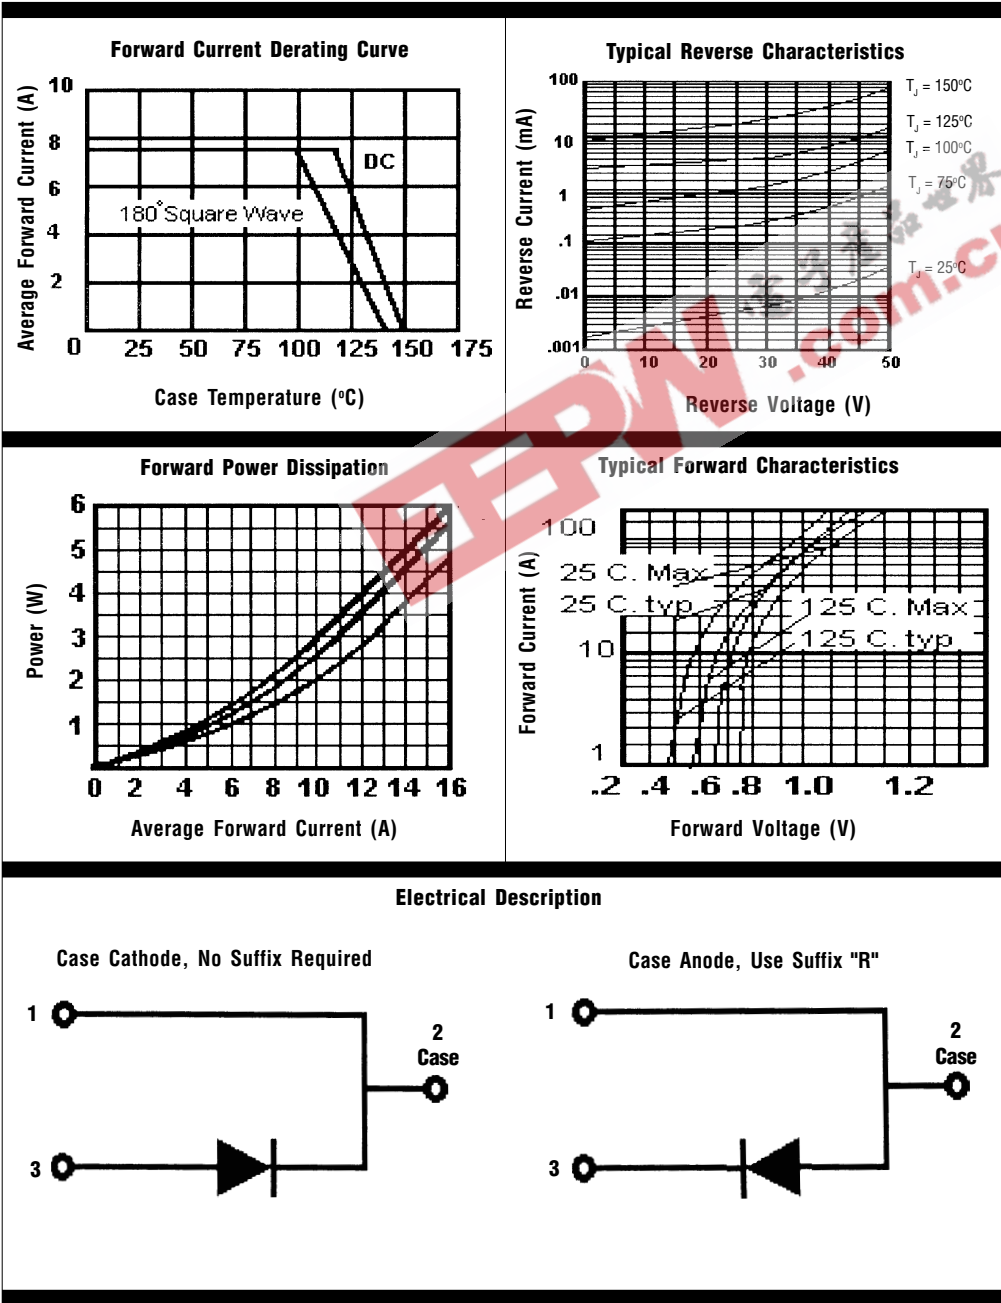 Forward Current Derating Curve
Average Forward Current (A)
10
8
6
4
2
DC
180°Square Wave
0 25 50 75 100 125 150 175
Case Temperature (°C)
Typical Reverse Characteristics
Reverse Current (mA)
100
10
1
.1
.01
.001
TJ = 150°C
TJ = 125°C
TJ = 100°C
TJ = 75°C
TJ = 25°C
0 10 20 30 40 50
Reverse Voltage (V)
EEPW.com.cn
电子产品世界
Forward Power Dissipation
Power (W)
6
5
4
3
2
1
0 2 4 6 8 10 12 14 16
Average Forward Current (A)
Typical Forward Characteristics
Forward Current (A)
100
25 C. Max
25 C. typ
125 C. Max
125 C. typ
10
1
.2 .4 .6 .8 1.0 1.2
Forward Voltage (V)
Electrical Description
Case Cathode, No Suffix Required
1
2
Case
3
Case Anode, Use Suffix "R"
1
2
Case
3